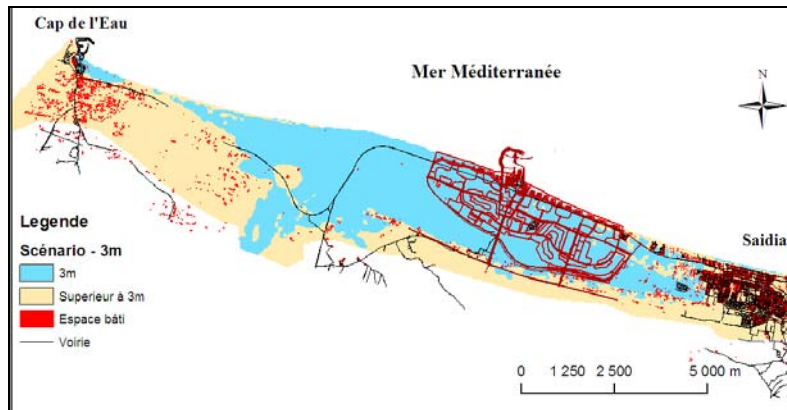 Cap de l'Eau
Mer Méditerranée
N
Saidia
Legende
Scénario - 3m
3m
Superieur à 3m
Espace bâti
Voirie
0 1 250 2 500 5 000 m